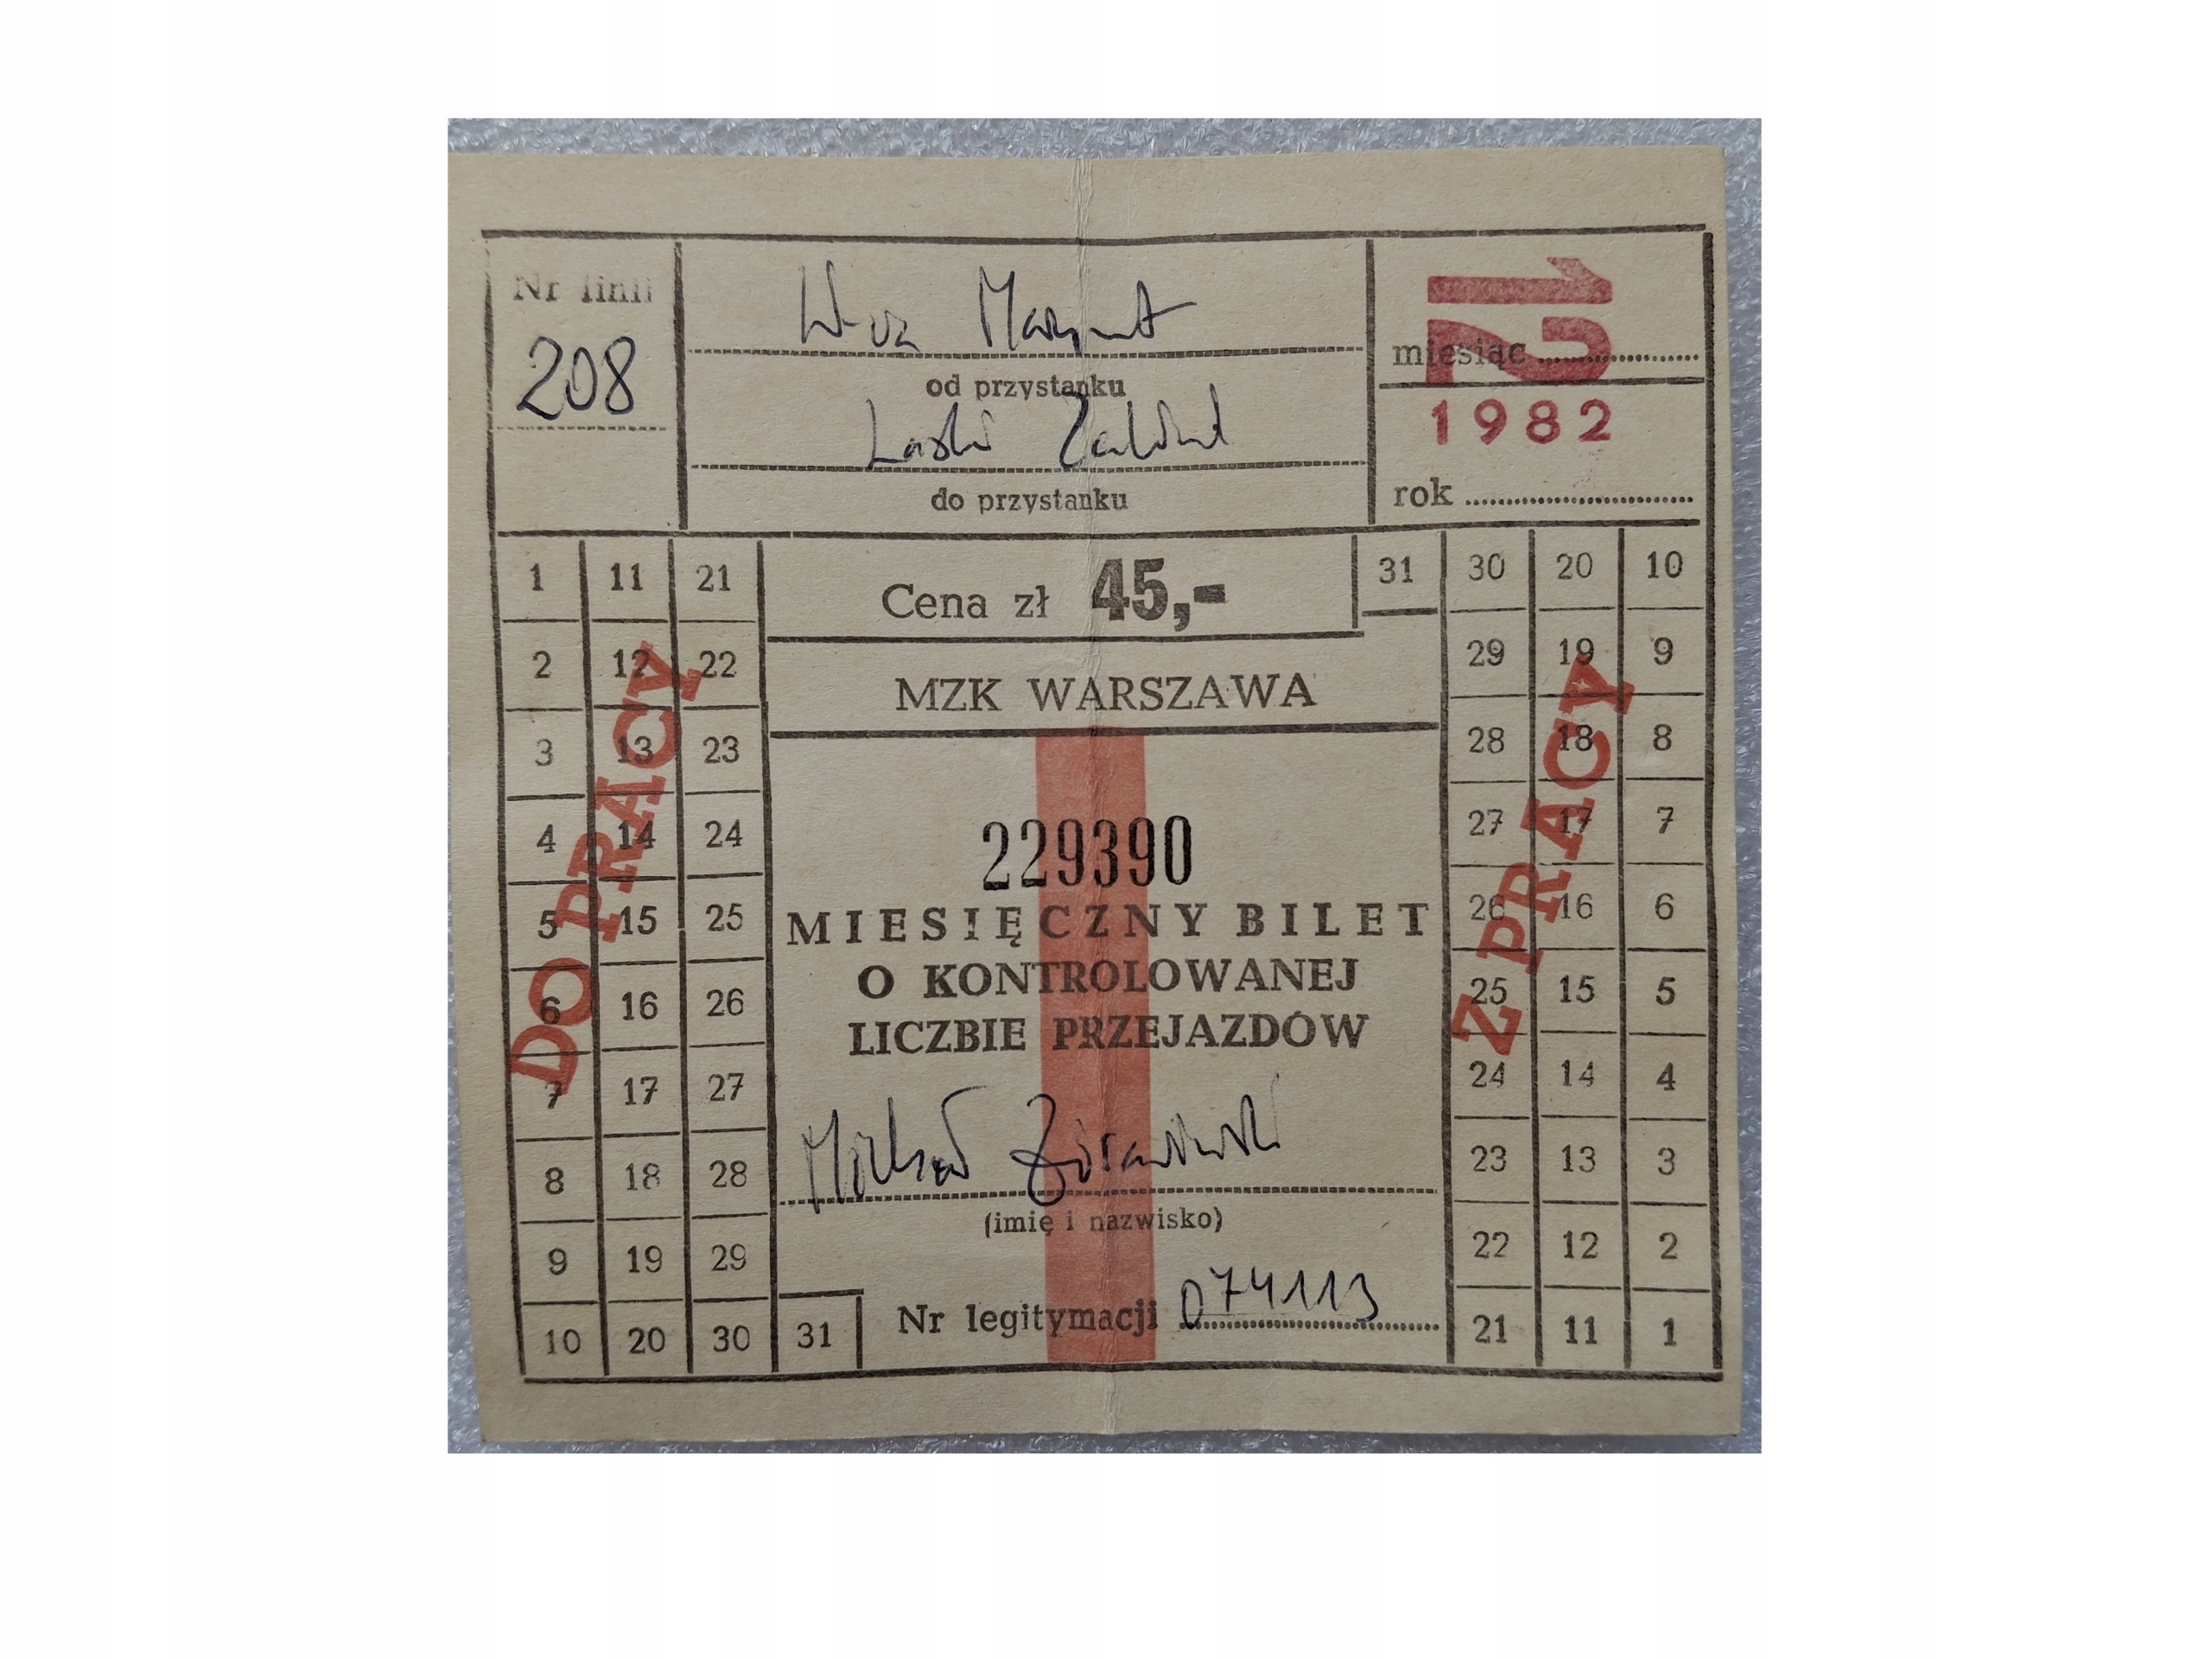 Nr linii
208
W-wa
od przystanku
Laski
do przystanku
miesiąc
12
1982
rok
Cena zł 45,-
MZK WARSZAWA
229390
MIESIĘCZNY BILET
O KONTROLOWANEJ
LICZBIE PRZEJAZDÓW
Michał
(imię i nazwisko)
Nr legitymacji 074113
1 11 21
2 12 22
3 13 23
4 14 24
5 15 25
6 16 26
7 17 27
8 18 28
9 19 29
10 20 30 31
DO PRACY
31 30 20 10
29 19 9
28 18 8
27 17 7
26 16 6
25 15 5
24 14 4
23 13 3
22 12 2
21 11 1
Z PRACY